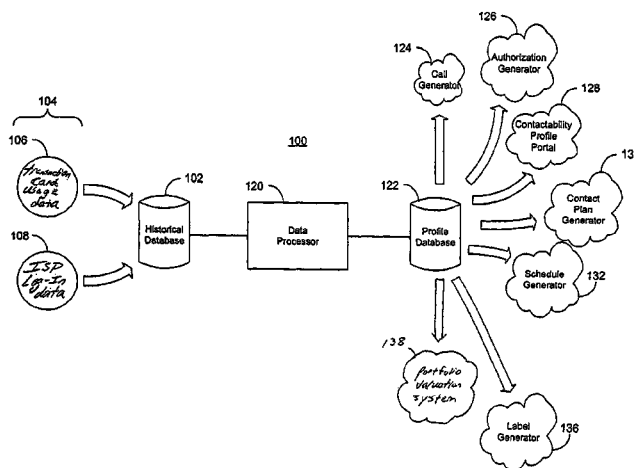 126
124
Authorization
Generator
Call
Generator
128
104
Contactability
Profile
Portal
100
106
13
102
120
122
Transaction
Card
Usage
data
Contact
Plan
Generator
Historical
Database
Data
Processor
Profile
Database
108
ISP
Log-In
data
Schedule
Generator
132
138
Portfolio
valuation
system
Label
Generator
136